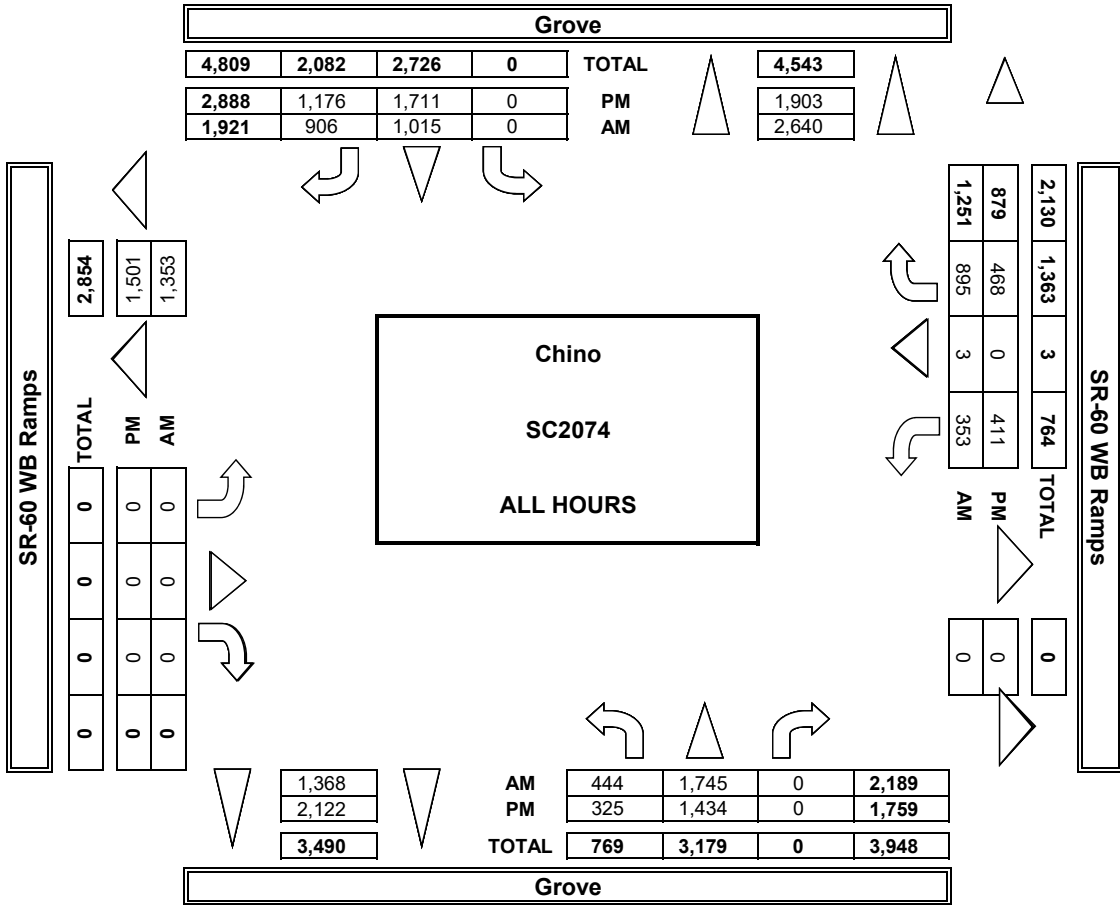 Grove
4,809 2,082 2,726 0 TOTAL 4,543
2,888 1,176 1,711 0 PM 1,903
1,921 906 1,015 0 AM 2,640
SR-60 WB Ramps
2,854
1,501
1,353
TOTAL 0 0 0 0
PM 0 0 0 0
AM 0 0 0 0
Chino
SC2074
ALL HOURS
2,130 1,363 3 764 TOTAL 0
879 468 0 411 PM 0
1,251 895 3 353 AM 0
SR-60 WB Ramps
1,368 AM 444 1,745 0 2,189
2,122 PM 325 1,434 0 1,759
3,490 TOTAL 769 3,179 0 3,948
Grove